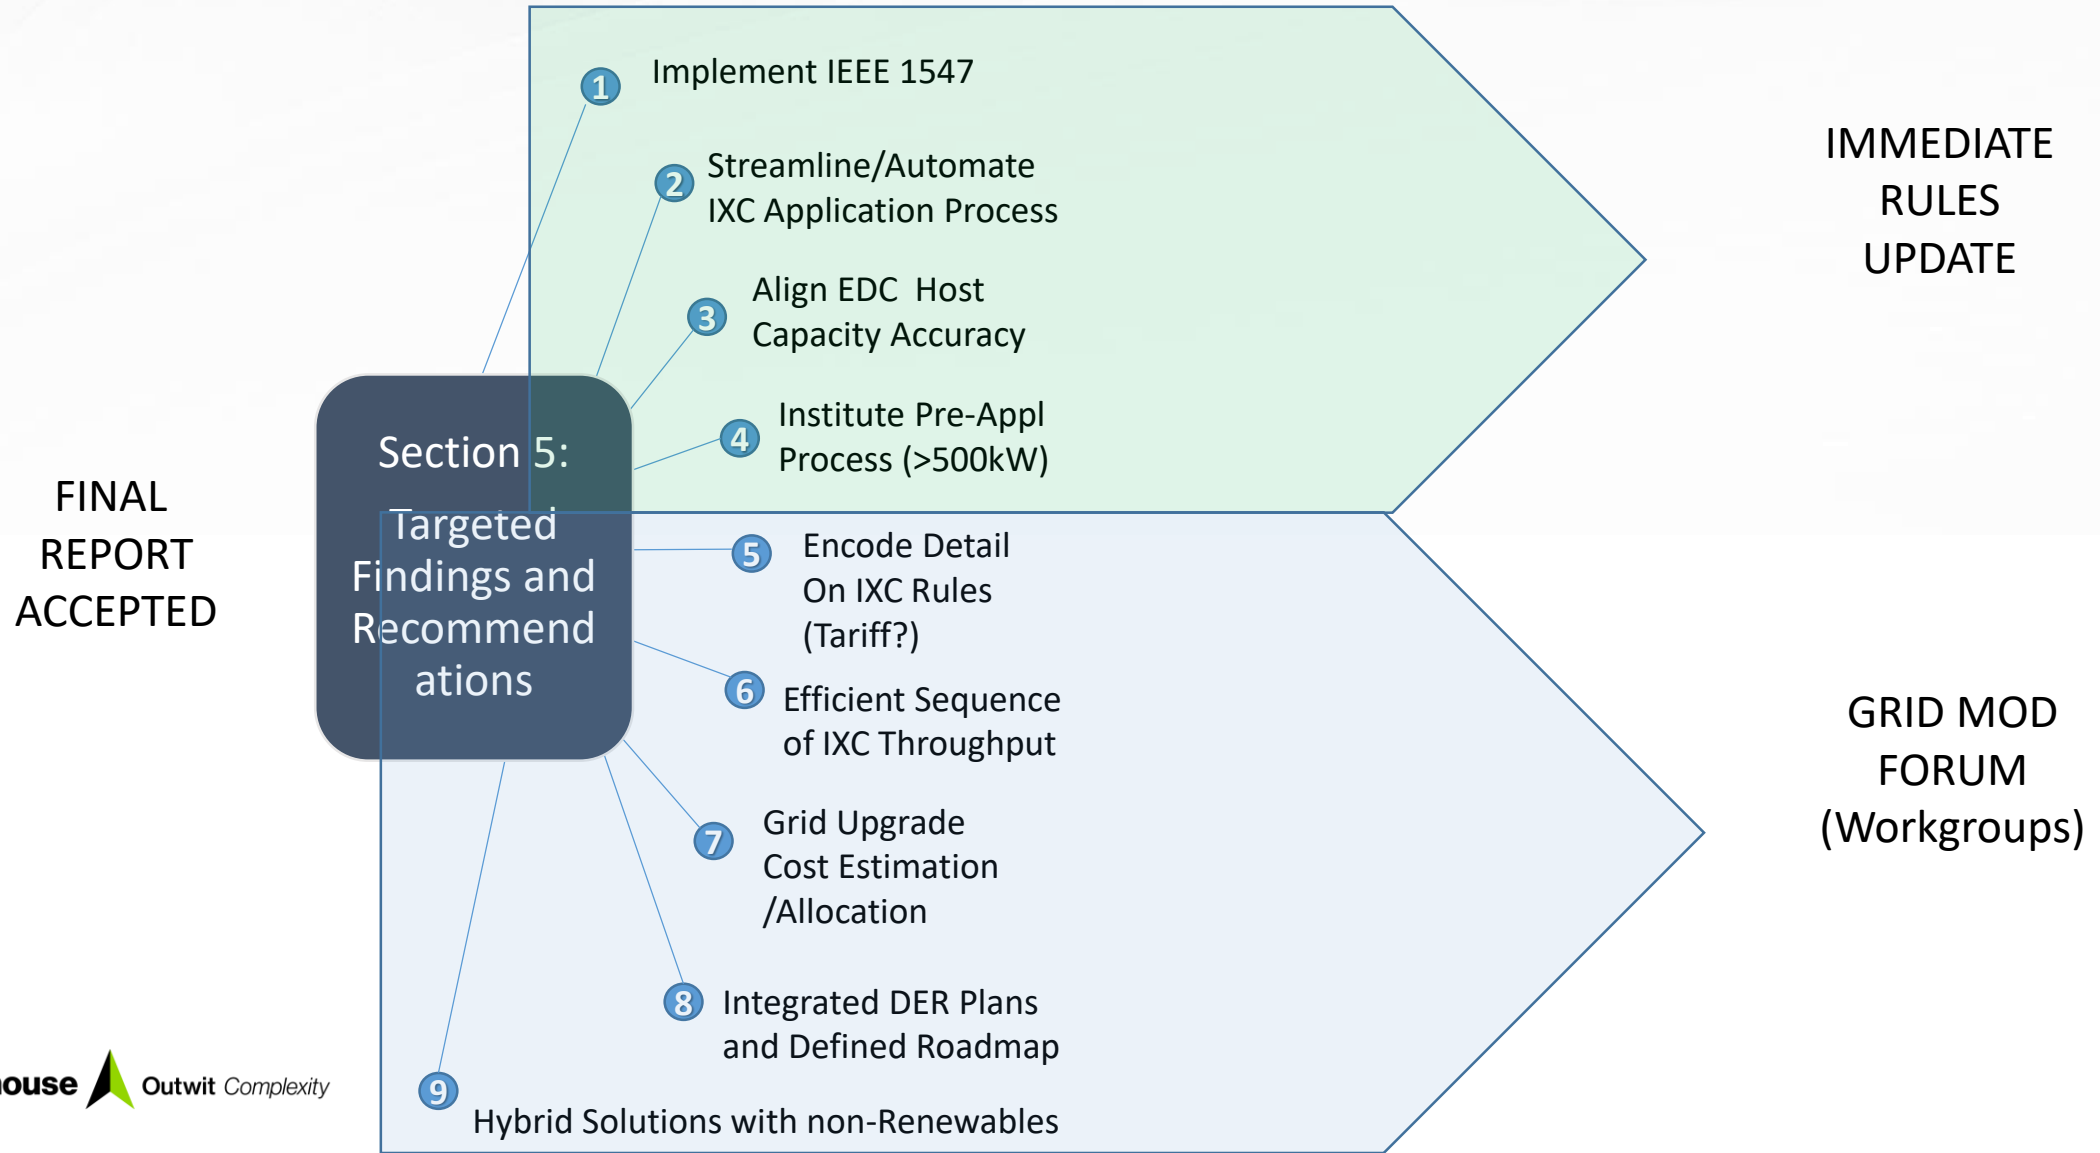 FINAL
REPORT
ACCEPTED
Section 5:
Targeted
Findings and
Recommend
ations
1
Implement IEEE 1547
2
Streamline/Automate
IXC Application Process
3
Align EDC  Host
Capacity Accuracy
4
Institute Pre-Appl
Process (>500kW)
5
Encode Detail
On IXC Rules
(Tariff?)
6
Efficient Sequence
of IXC Throughput
7
Grid Upgrade
Cost Estimation
/Allocation
8
Integrated DER Plans
and Defined Roadmap
9
Hybrid Solutions with non-Renewables
IMMEDIATE
RULES
UPDATE
GRID MOD
FORUM
(Workgroups)
Outwit Complexity